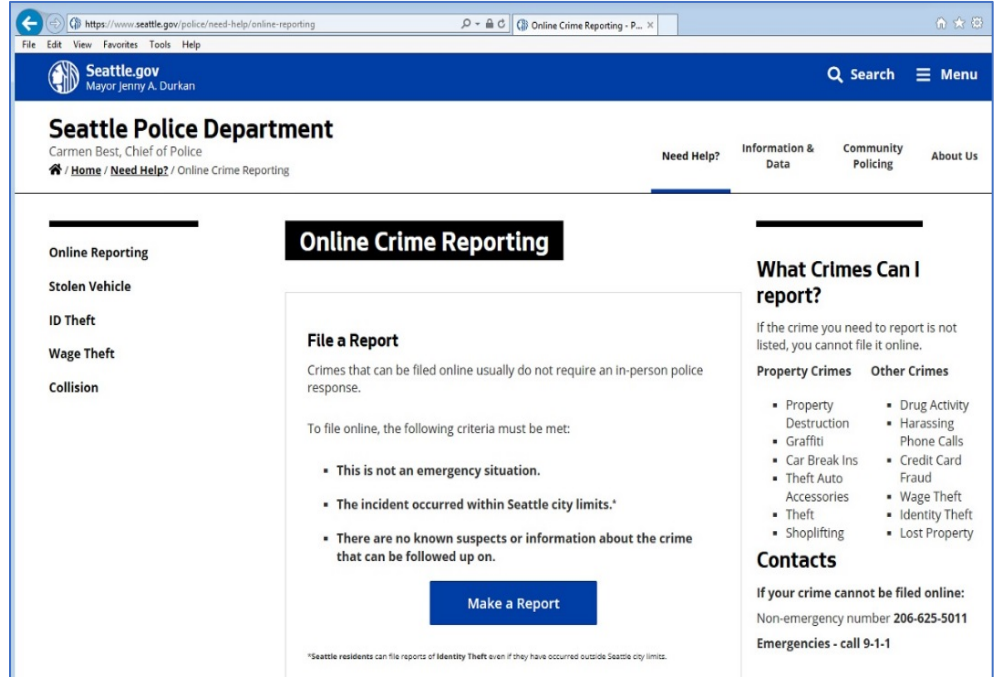 https://www.seattle.gov/police/need-help/online-reporting
Online Crime Reporting - P...
File Edit View Favorites Tools Help
Seattle.gov
Mayor Jenny A. Durkan
Search
Menu
Seattle Police Department
Carmen Best, Chief of Police
/ Home / Need Help? / Online Crime Reporting
Need Help?
Information &
Data
Community
Policing
About Us
Online Reporting
Stolen Vehicle
ID Theft
Wage Theft
Collision
Online Crime Reporting
File a Report
Crimes that can be filed online usually do not require an in-person police
response.
To file online, the following criteria must be met:
▪ This is not an emergency situation.
▪ The incident occurred within Seattle city limits.*
▪ There are no known suspects or information about the crime
that can be followed up on.
Make a Report
*Seattle residents can file reports of Identity Theft even if they have occurred outside Seattle city limits.
What Crimes Can I
report?
If the crime you need to report is not
listed, you cannot file it online.
Property Crimes
▪ Property
Destruction
▪ Graffiti
▪ Car Break Ins
▪ Theft Auto
Accessories
▪ Theft
▪ Shoplifting
Other Crimes
▪ Drug Activity
▪ Harassing
Phone Calls
▪ Credit Card
Fraud
▪ Wage Theft
▪ Identity Theft
▪ Lost Property
Contacts
If your crime cannot be filed online:
Non-emergency number 206-625-5011
Emergencies - call 9-1-1